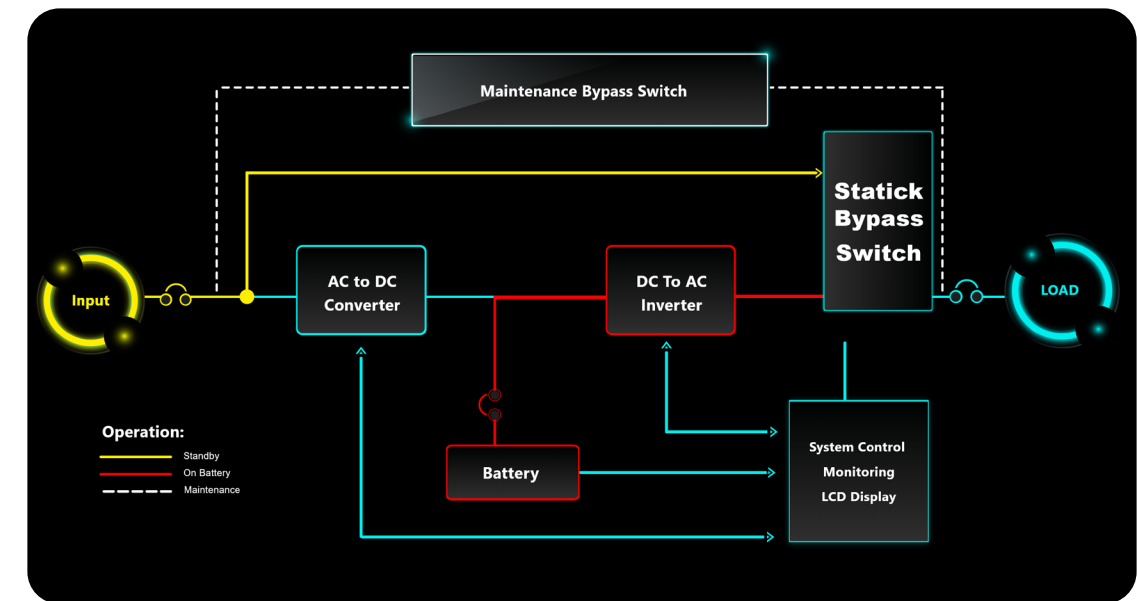 Maintenance Bypass Switch
Statick
Bypass
Switch
Input
AC to DC
Converter
DC To AC
Inverter
LOAD
Operation:
Standby
On Battery
Maintenance
Battery
System Control
Monitoring
LCD Display